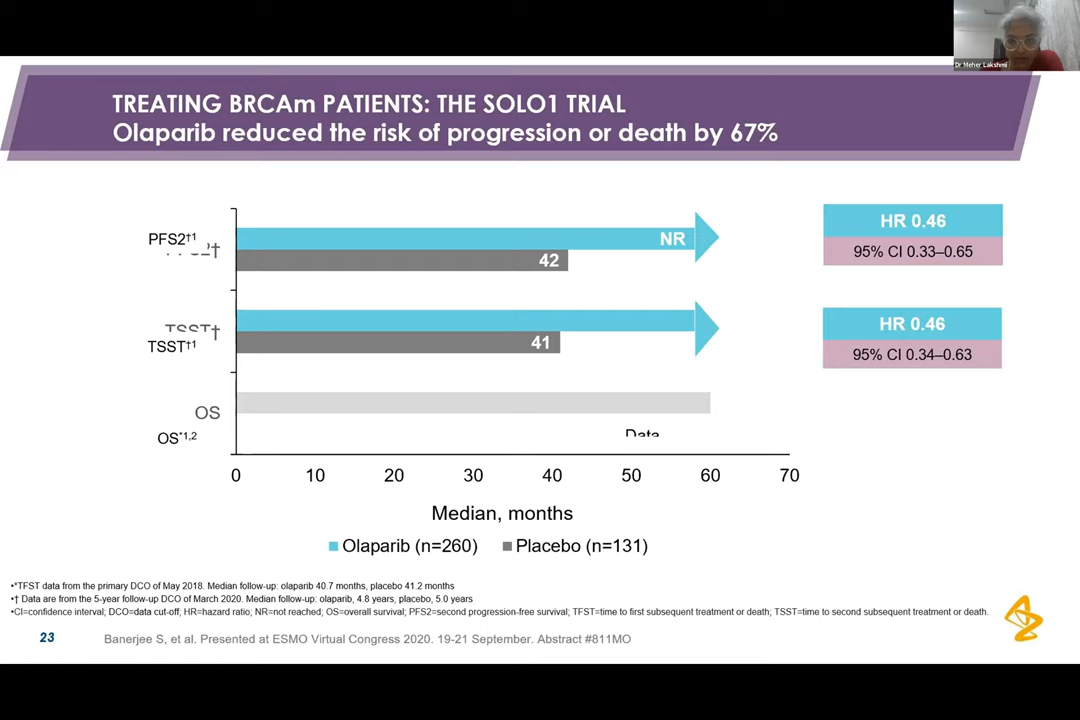 Dr Meher Lakshmi
TREATING BRCAm PATIENTS: THE SOLO1 TRIAL
Olaparib reduced the risk of progression or death by 67%
PFS2†1
NR
42
HR 0.46
95% CI 0.33–0.65
TSST†
TSST†1
41
HR 0.46
95% CI 0.34–0.63
OS
OS*1,2
Data
0 10 20 30 40 50 60 70
Median, months
Olaparib (n=260) Placebo (n=131)
•*TFST data from the primary DCO of May 2018. Median follow-up: olaparib 40.7 months, placebo 41.2 months
•† Data are from the 5-year follow-up DCO of March 2020. Median follow-up: olaparib, 4.8 years, placebo, 5.0 years
•CI=confidence interval; DCO=data cut-off; HR=hazard ratio; NR=not reached; OS=overall survival; PFS2=second progression-free survival; TFST=time to first subsequent treatment or death; TSST=time to second subsequent treatment or death.
23
Banerjee S, et al. Presented at ESMO Virtual Congress 2020. 19-21 September. Abstract #811MO